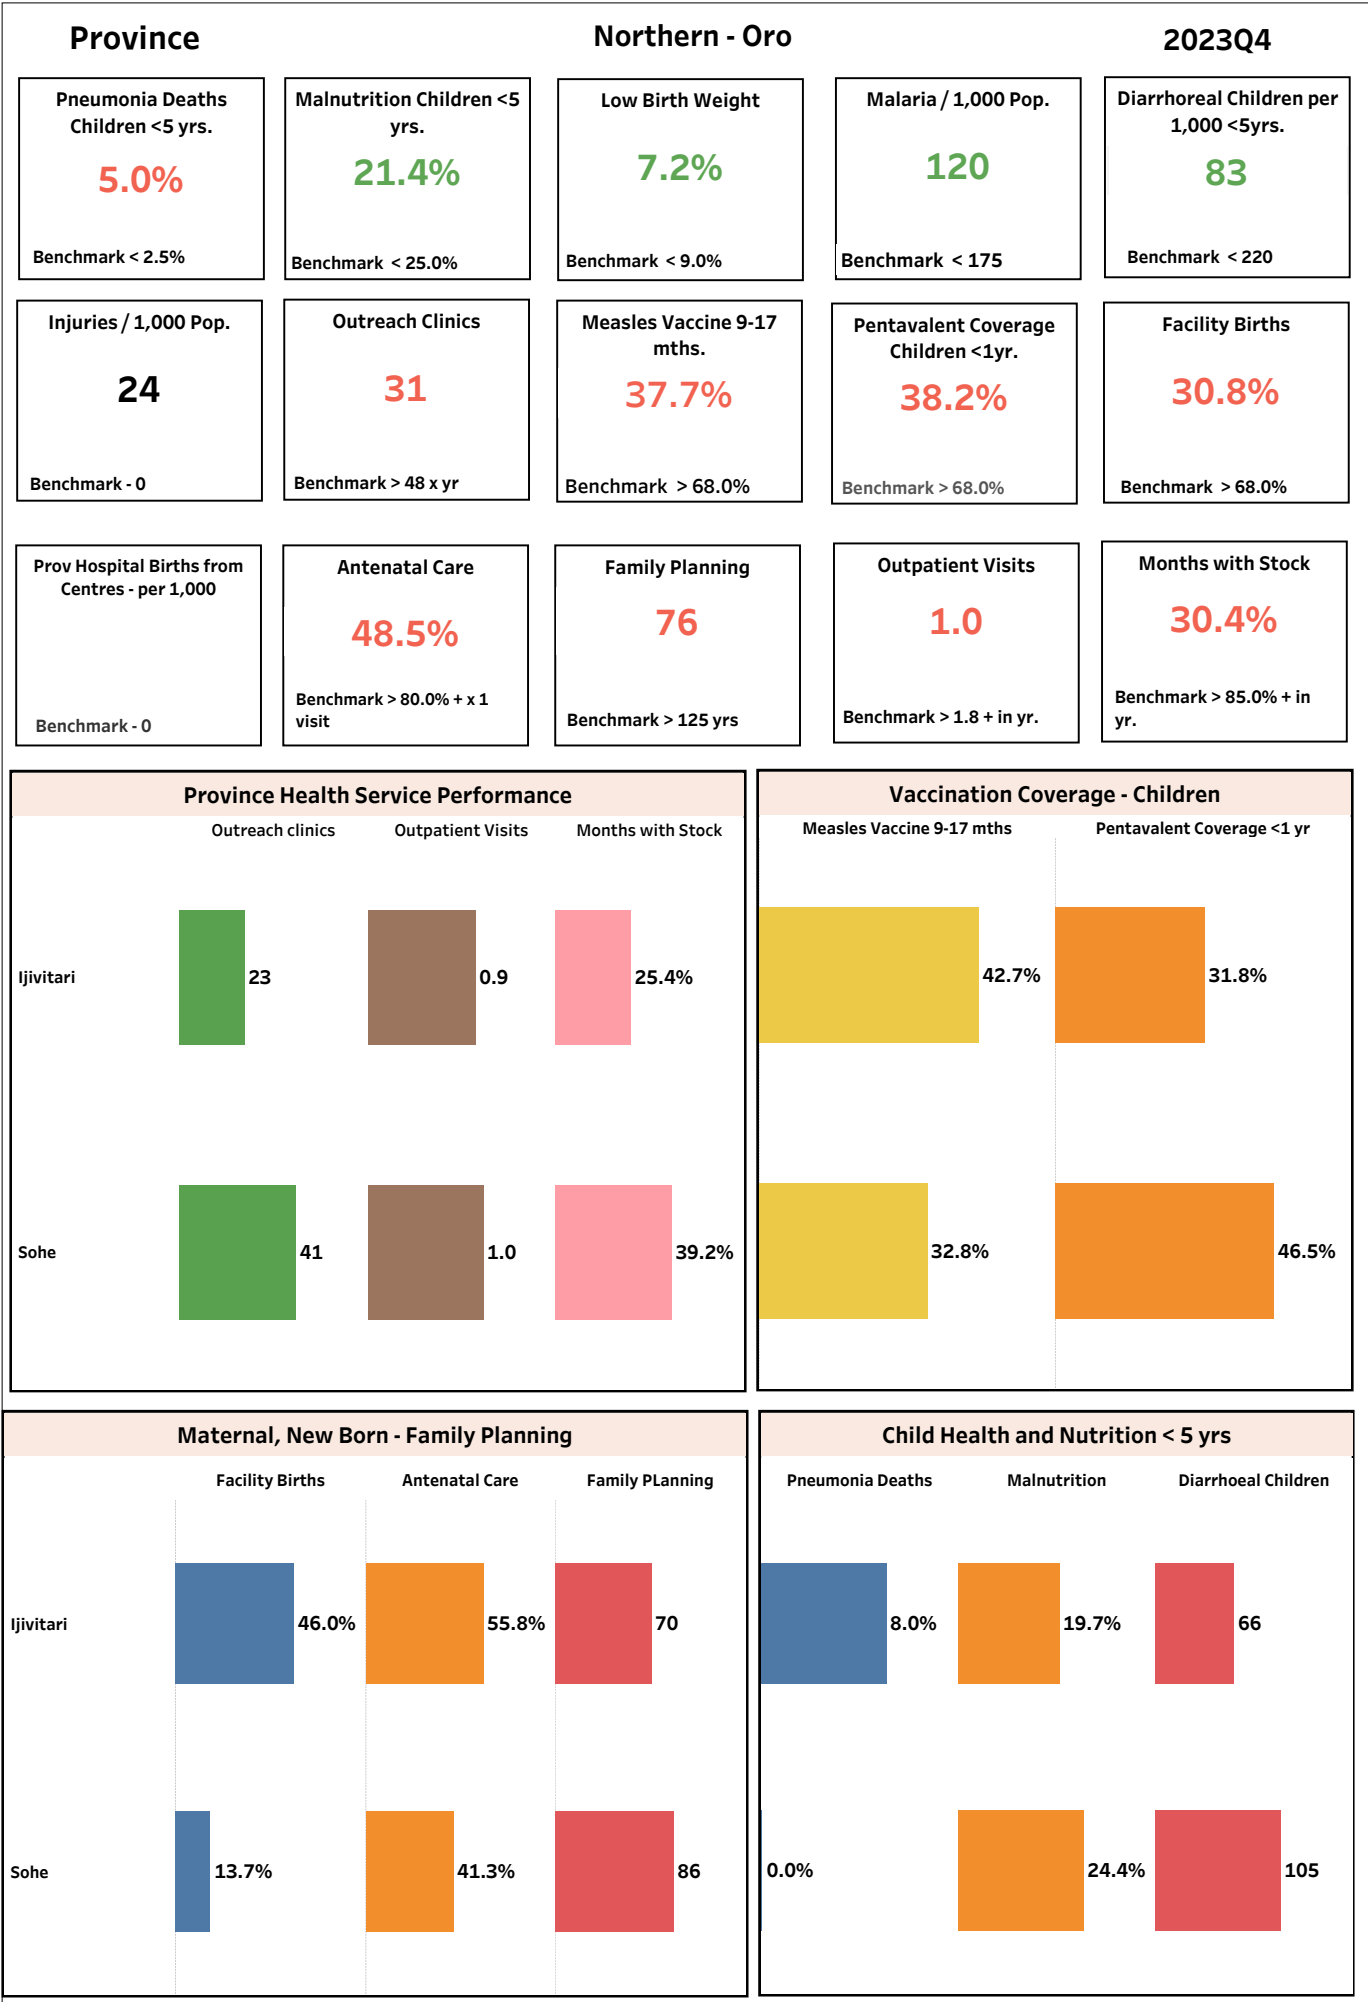 Province
Northern - Oro
2023Q4
Pneumonia Deaths
Children <5 yrs.
5.0%
Benchmark < 2.5%
Malnutrition Children <5
yrs.
21.4%
Benchmark < 25.0%
Low Birth Weight
7.2%
Benchmark < 9.0%
Malaria / 1,000 Pop.
120
Benchmark < 175
Diarrhoreal Children per
1,000 <5yrs.
83
Benchmark < 220
Injuries / 1,000 Pop.
24
Benchmark - 0
Outreach Clinics
31
Benchmark > 48 x yr
Measles Vaccine 9-17
mths.
37.7%
Benchmark > 68.0%
Pentavalent Coverage
Children <1yr.
38.2%
Benchmark > 68.0%
Facility Births
30.8%
Benchmark > 68.0%
Prov Hospital Births from
Centres - per 1,000
Benchmark - 0
Antenatal Care
48.5%
Benchmark > 80.0% + x 1
visit
Family Planning
76
Benchmark > 125 yrs
Outpatient Visits
1.0
Benchmark > 1.8 + in yr.
Months with Stock
30.4%
Benchmark > 85.0% + in
yr.
Province Health Service Performance
Outreach clinics
Outpatient Visits
Months with Stock
Ijivitari
23
0.9
25.4%
Sohe
41
1.0
39.2%
Vaccination Coverage - Children
Measles Vaccine 9-17 mths
Pentavalent Coverage <1 yr
42.7%
31.8%
32.8%
46.5%
Maternal, New Born - Family Planning
Facility Births
Antenatal Care
Family PLanning
Ijivitari
46.0%
55.8%
70
Sohe
13.7%
41.3%
86
Child Health and Nutrition < 5 yrs
Pneumonia Deaths
Malnutrition
Diarrhoeal Children
8.0%
19.7%
66
0.0%
24.4%
105